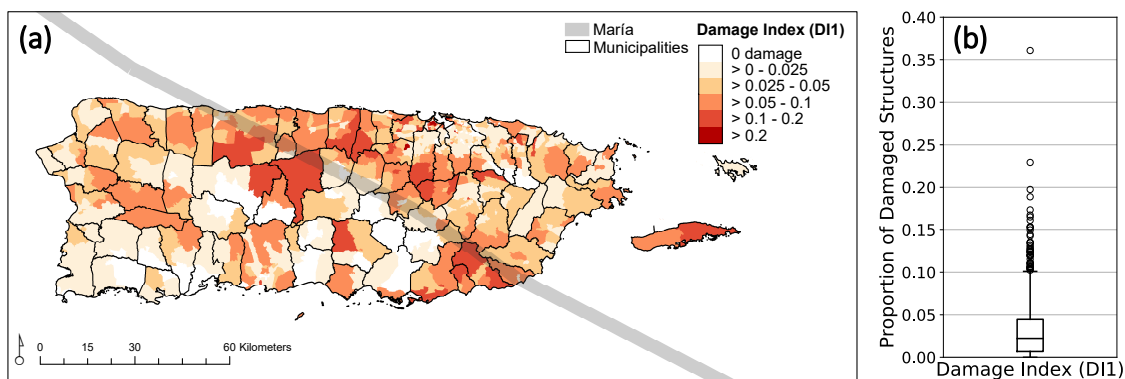 (a)
María
Municipalities
Damage Index (DI1)
0 damage
> 0 - 0.025
> 0.025 - 0.05
> 0.05 - 0.1
> 0.1 - 0.2
> 0.2
0 15 30 60 Kilometers
(b)
Proportion of Damaged Structures
0.40
0.35
0.30
0.25
0.20
0.15
0.10
0.05
0.00
Damage Index (DI1)